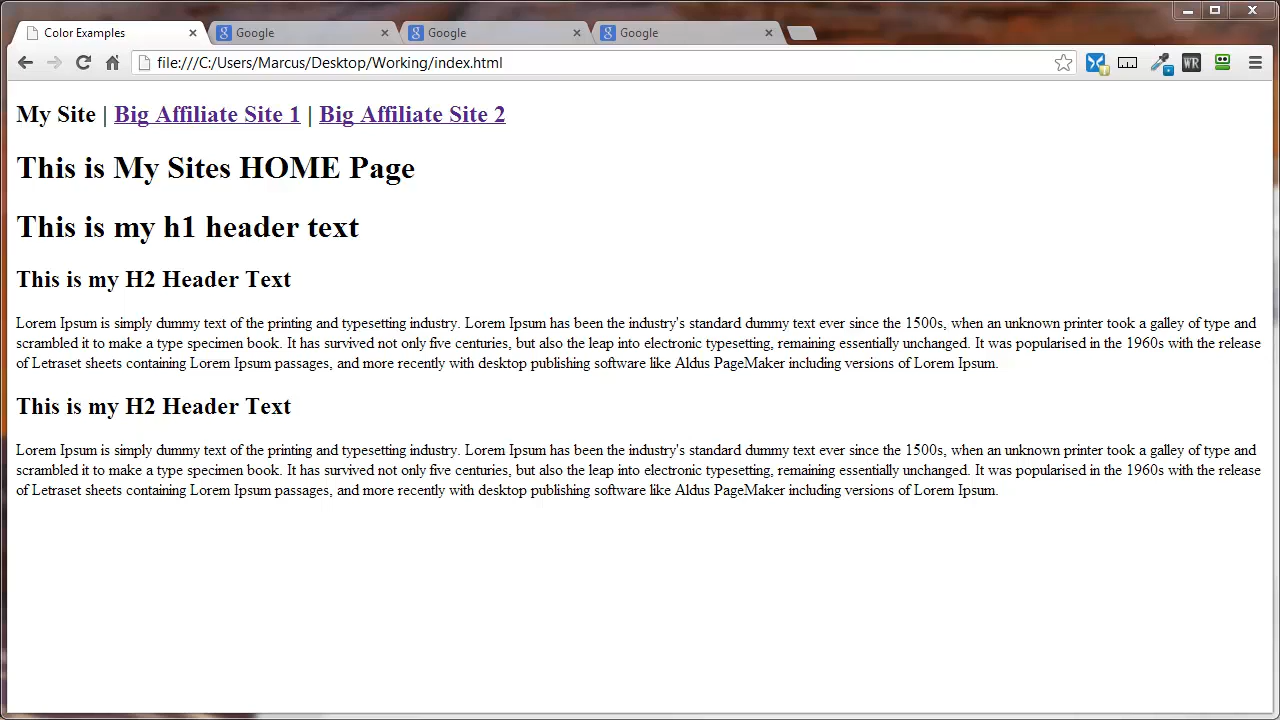 Color Examples
Google
Google
Google
file:///C:/Users/Marcus/Desktop/Working/index.html
WR
My Site | Big Affiliate Site 1 | Big Affiliate Site 2
This is My Sites HOME Page
This is my h1 header text
This is my H2 Header Text
Lorem Ipsum is simply dummy text of the printing and typesetting industry. Lorem Ipsum has been the industry's standard dummy text ever since the 1500s, when an unknown printer took a galley of type and
scrambled it to make a type specimen book. It has survived not only five centuries, but also the leap into electronic typesetting, remaining essentially unchanged. It was popularised in the 1960s with the release
of Letraset sheets containing Lorem Ipsum passages, and more recently with desktop publishing software like Aldus PageMaker including versions of Lorem Ipsum.
This is my H2 Header Text
Lorem Ipsum is simply dummy text of the printing and typesetting industry. Lorem Ipsum has been the industry's standard dummy text ever since the 1500s, when an unknown printer took a galley of type and
scrambled it to make a type specimen book. It has survived not only five centuries, but also the leap into electronic typesetting, remaining essentially unchanged. It was popularised in the 1960s with the release
of Letraset sheets containing Lorem Ipsum passages, and more recently with desktop publishing software like Aldus PageMaker including versions of Lorem Ipsum.